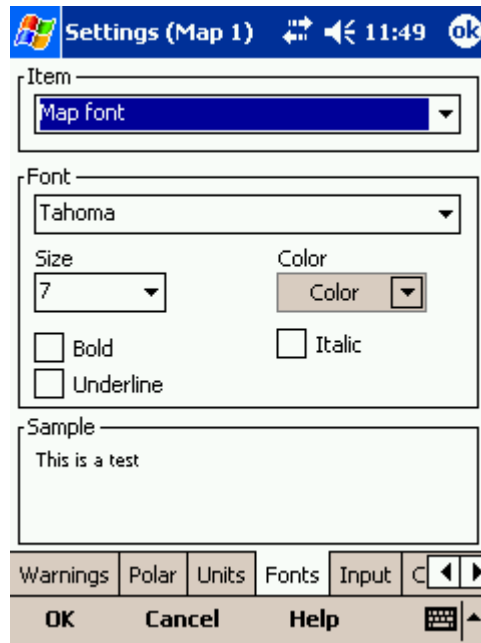 Settings (Map 1) 11:49 ok
Item
Map font
Font
Tahoma
Size Color
7 Color
Bold Italic
Underline
Sample
This is a test
Warnings Polar Units Fonts Input C
OK Cancel Help